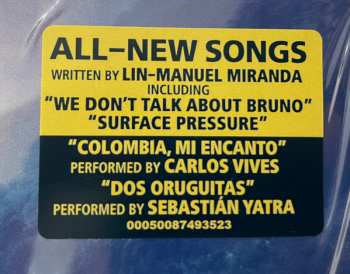 ALL–NEW SONGS
WRITTEN BY LIN-MANUEL MIRANDA
INCLUDING
“WE DON’T TALK ABOUT BRUNO”
“SURFACE PRESSURE”
“COLOMBIA, MI ENCANTO”
PERFORMED BY CARLOS VIVES
“DOS ORUGUITAS”
PERFORMED BY SEBASTIÁN YATRA
00050087493523